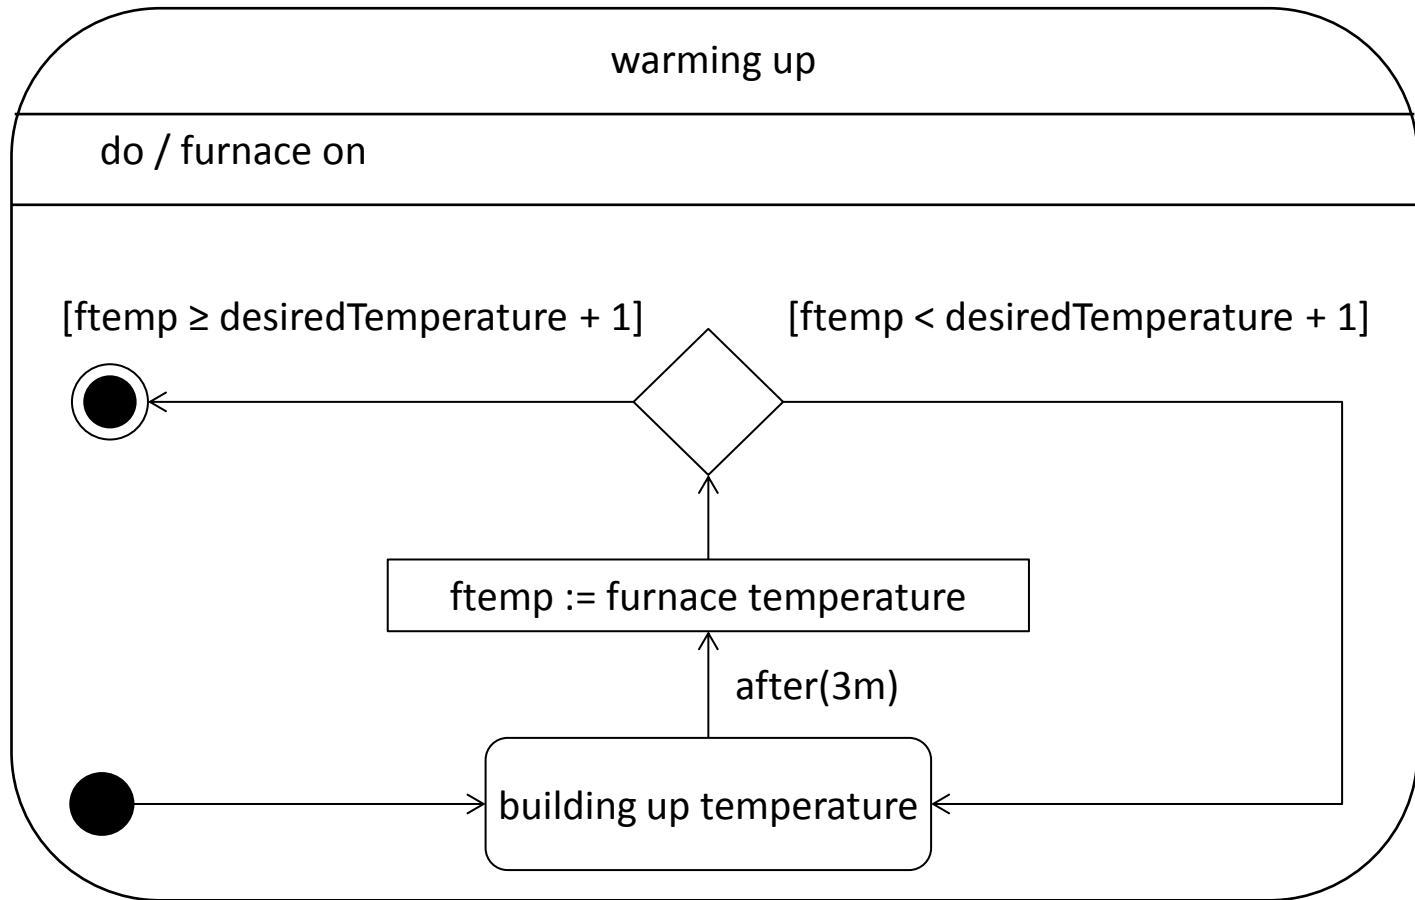 warming up
do / furnace on
[ftemp ≥ desiredTemperature + 1]
[ftemp < desiredTemperature + 1]
ftemp := furnace temperature
after(3m)
building up temperature